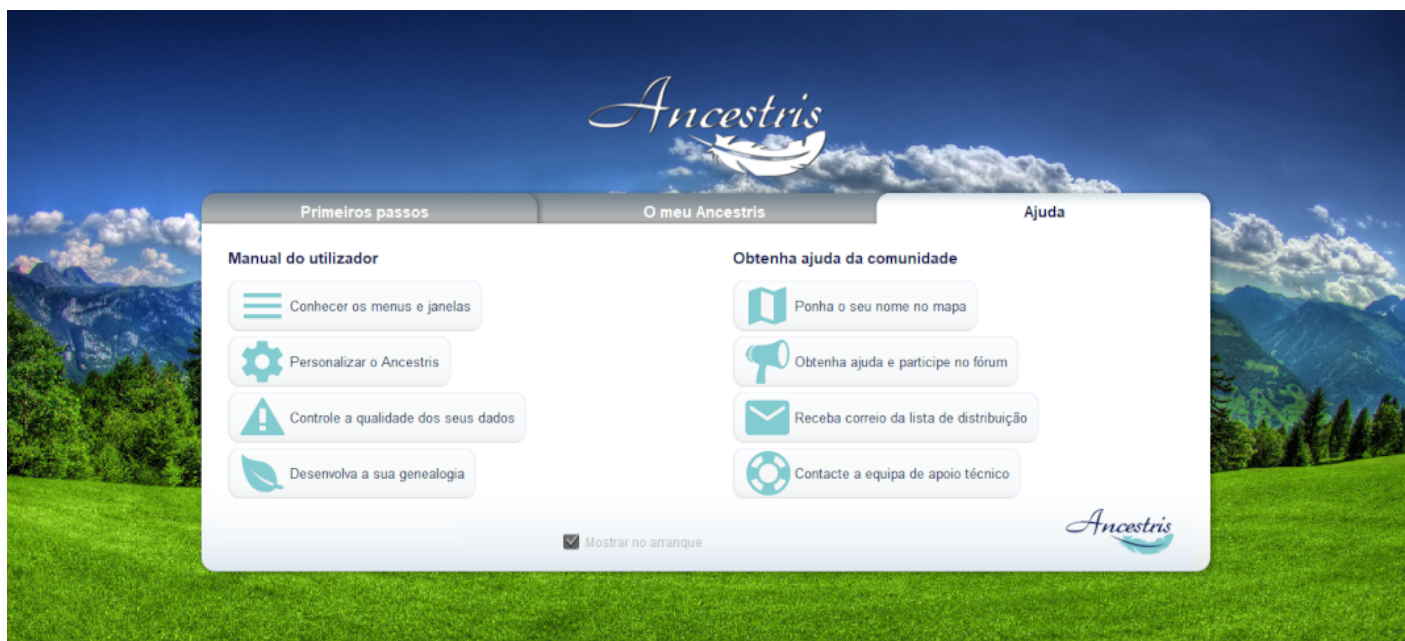 Ancestris
Primeiros passos
O meu Ancestris
Ajuda
Manual do utilizador
Conhecer os menus e janelas
Personalizar o Ancestris
Controle a qualidade dos seus dados
Desenvolva a sua genealogia
Obtenha ajuda da comunidade
Ponha o seu nome no mapa
Obtenha ajuda e participe no fórum
Receba correio da lista de distribuição
Contacte a equipa de apoio técnico
Mostrar no arranque
Ancestris